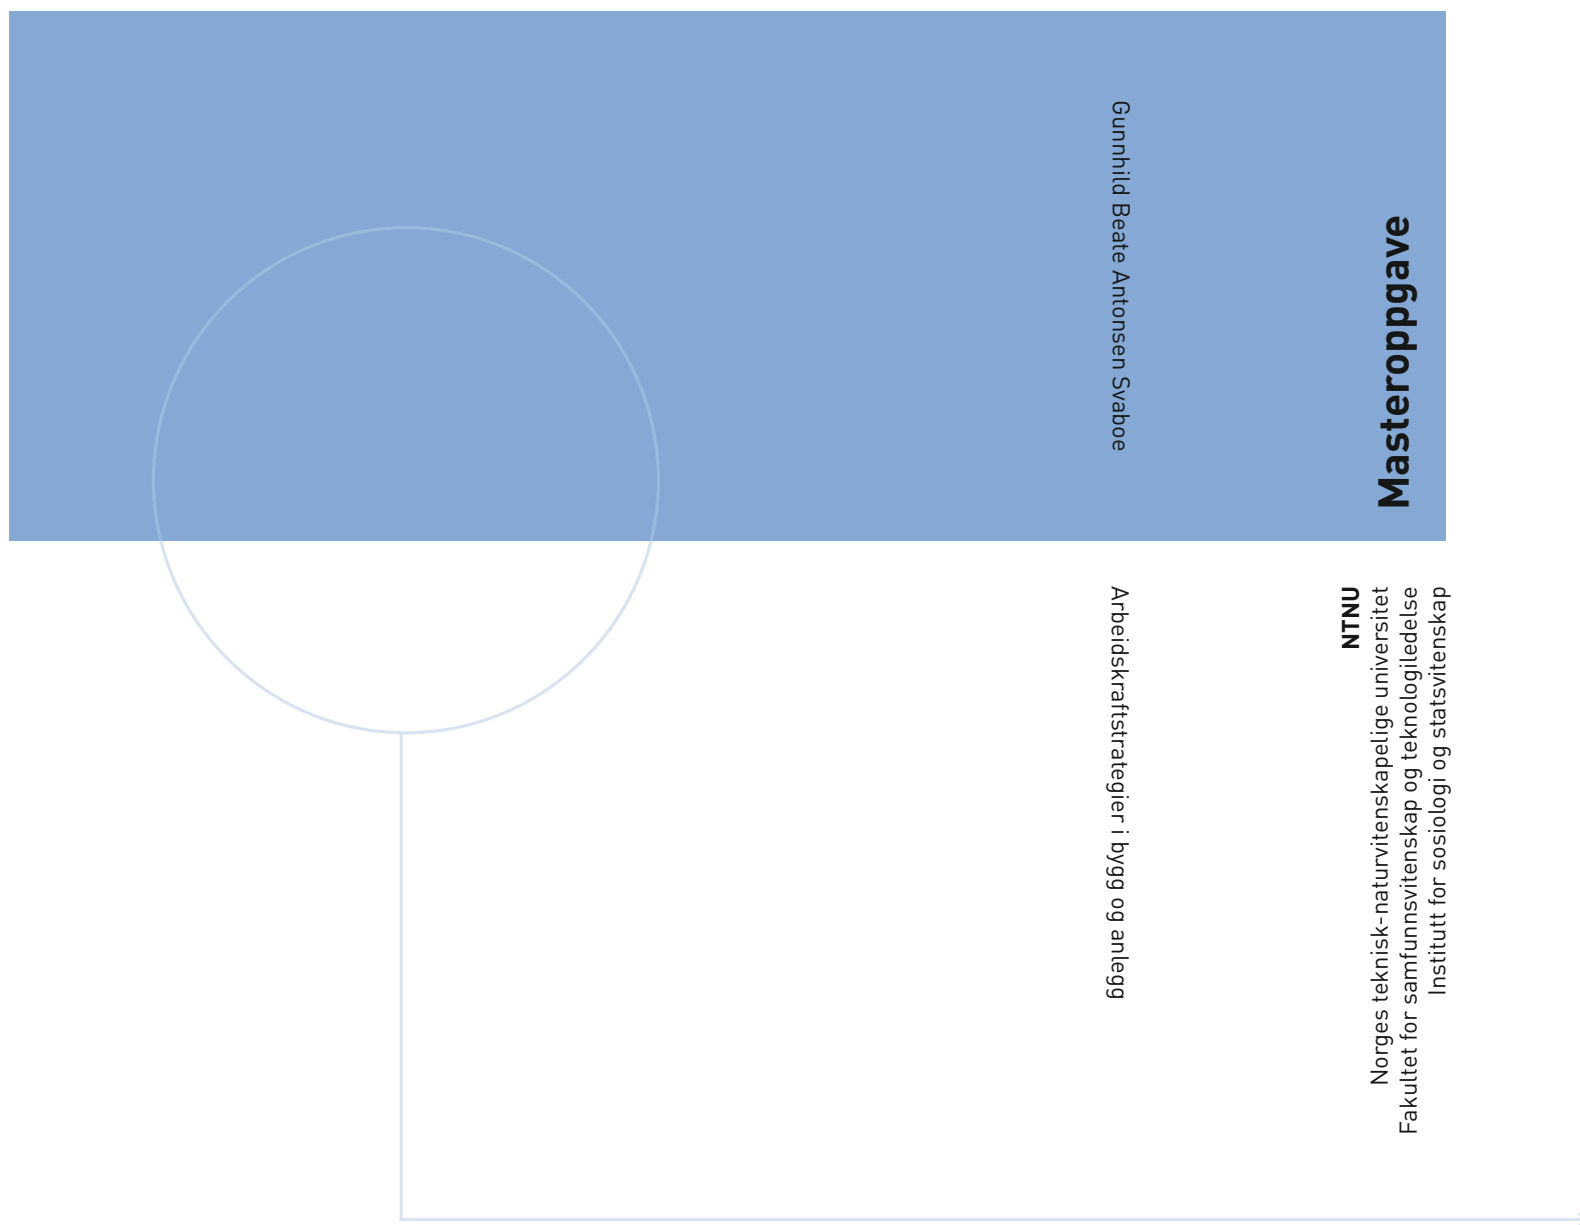 Gunnhild Beate Antonsen Svaboe
Arbeidskraftstrategier i bygg og anlegg
Masteroppgave
NTNU
Norges teknisk-naturvitenskapelige universitet
Fakultet for samfunnsvitenskap og teknologiledelse
Institutt for sosiologi og statsvitenskap